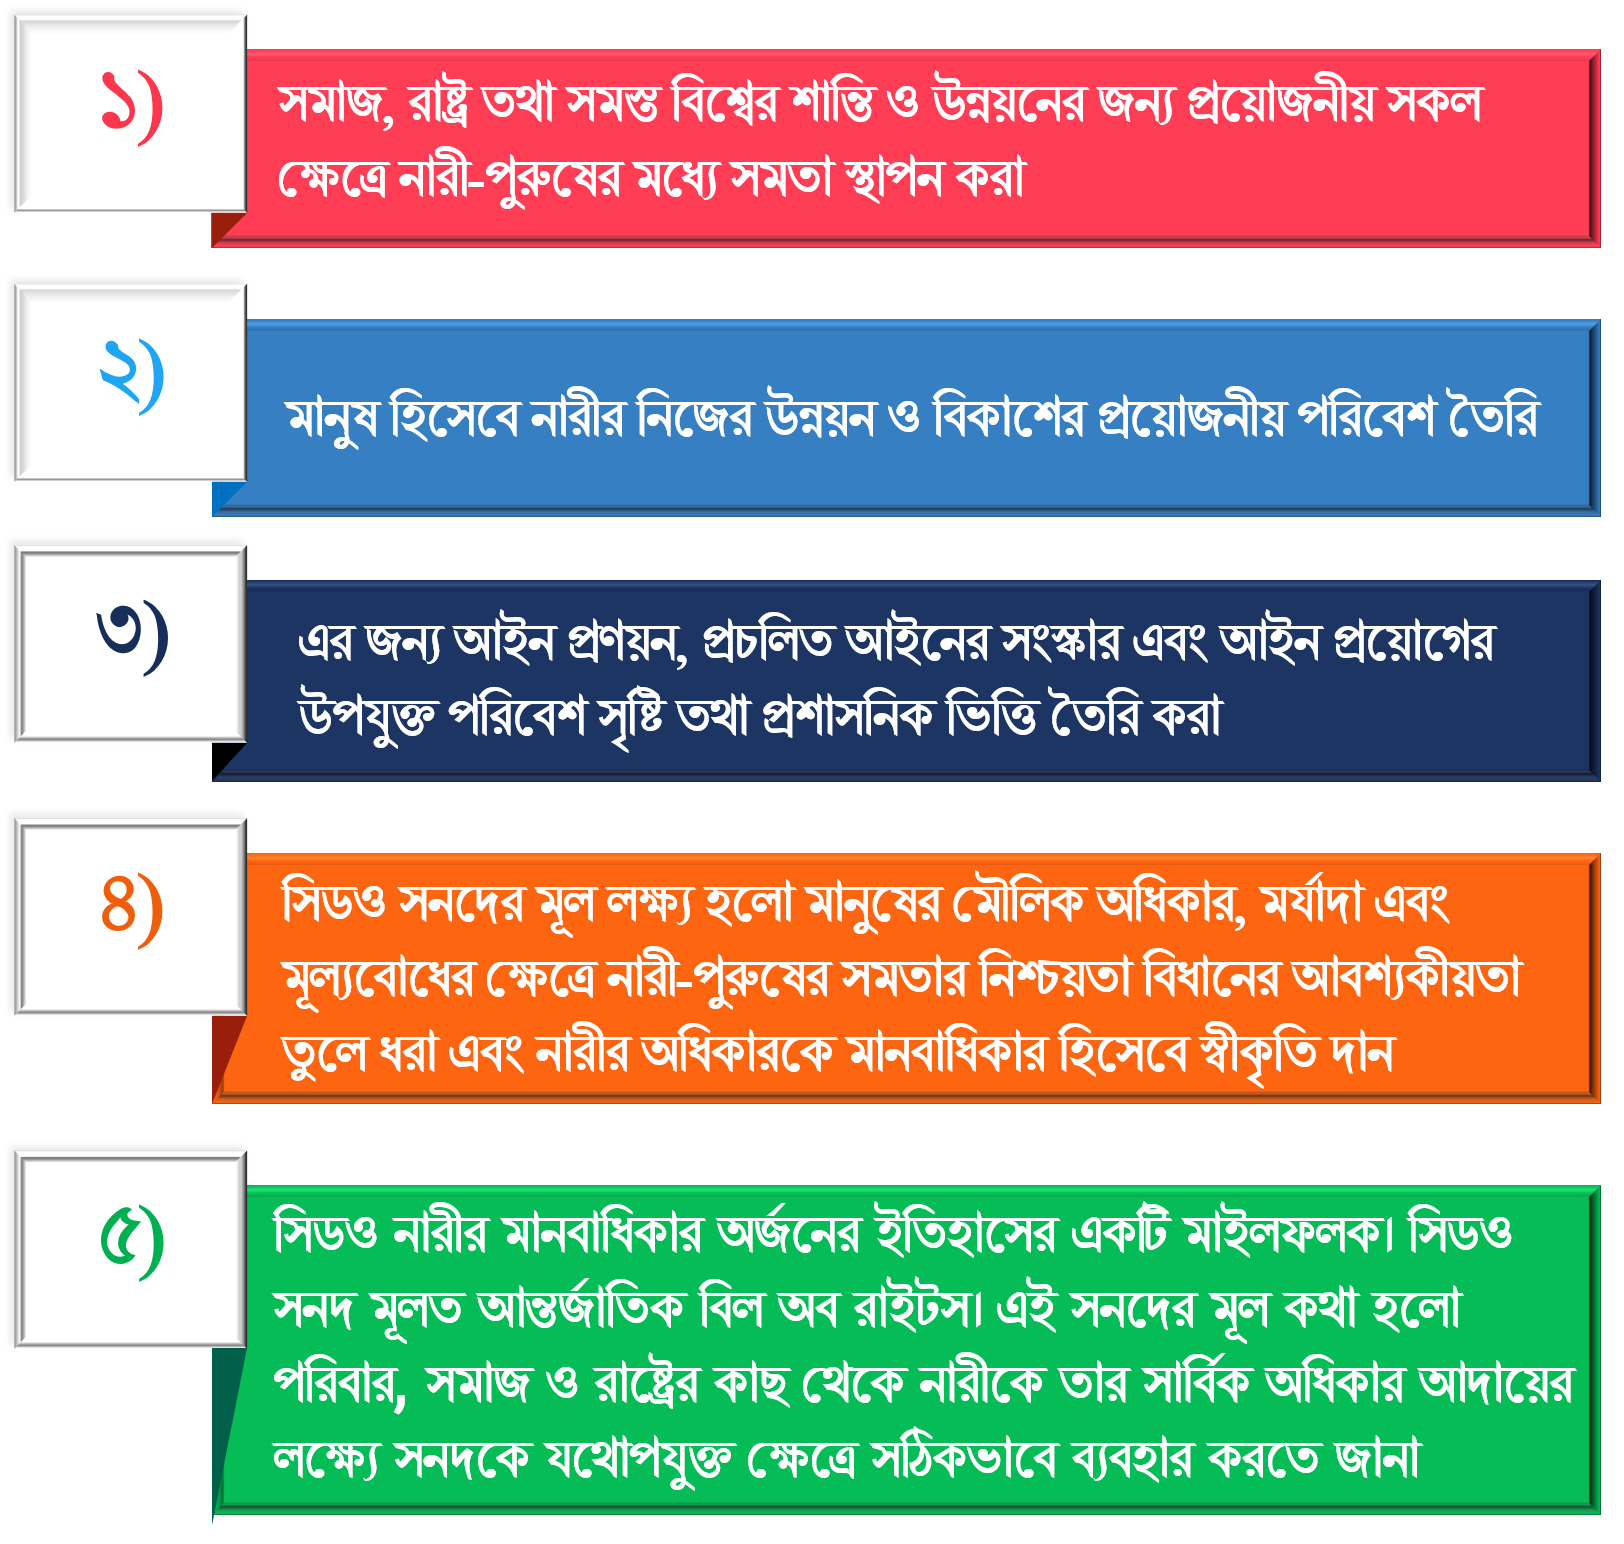 ১)
সমাজ, রাষ্ট্র তথা সমস্ত বিশ্বের শান্তি ও উন্নয়নের জন্য প্রয়োজনীয় সকল
ক্ষেত্রে নারী-পুরুষের মধ্যে সমতা স্থাপন করা
২)
মানুষ হিসেবে নারীর নিজের উন্নয়ন ও বিকাশের প্রয়োজনীয় পরিবেশ তৈরি
৩)
এর জন্য আইন প্রণয়ন, প্রচলিত আইনের সংস্কার এবং আইন প্রয়োগের
উপযুক্ত পরিবেশ সৃষ্টি তথা প্রশাসনিক ভিত্তি তৈরি করা
৪)
সিডও সনদের মূল লক্ষ্য হলো মানুষের মৌলিক অধিকার, মর্যাদা এবং
মূল্যবোধের ক্ষেত্রে নারী-পুরুষের সমতার নিশ্চয়তা বিধানের আবশ্যকীয়তা
তুলে ধরা এবং নারীর অধিকারকে মানবাধিকার হিসেবে স্বীকৃতি দান
৫)
সিডও নারীর মানবাধিকার অর্জনের ইতিহাসের একটি মাইলফলক। সিডও
সনদ মূলত আন্তর্জাতিক বিল অব রাইটস। এই সনদের মূল কথা হলো
পরিবার, সমাজ ও রাষ্ট্রের কাছ থেকে নারীকে তার সার্বিক অধিকার আদায়ের
লক্ষ্যে সনদকে যথোপযুক্ত ক্ষেত্রে সঠিকভাবে ব্যবহার করতে জানা